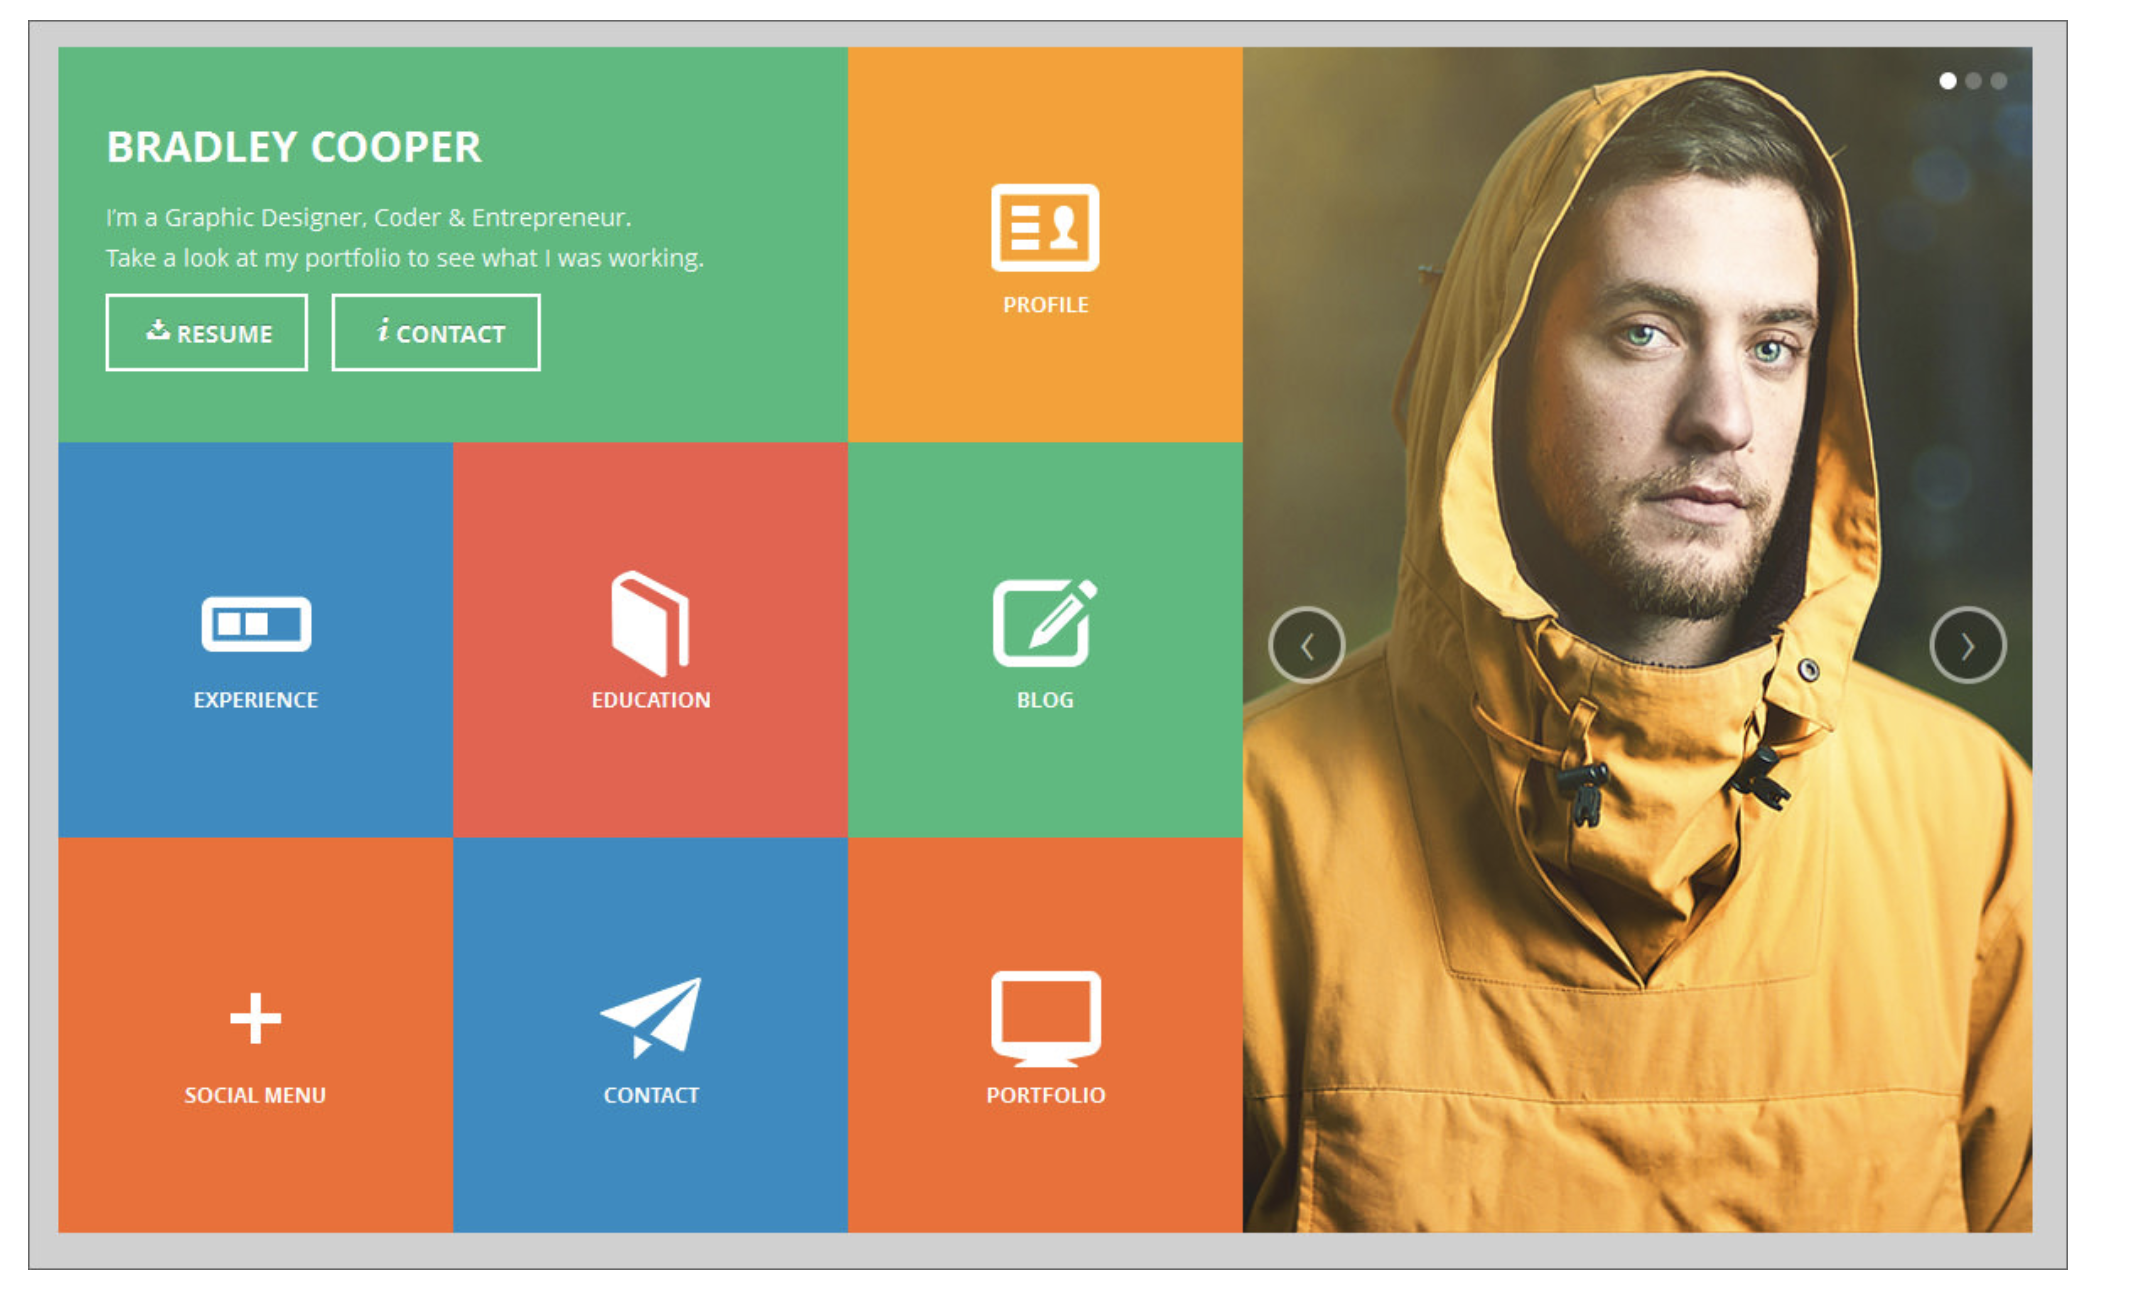 BRADLEY COOPER
I'm a Graphic Designer, Coder & Entrepreneur.
Take a look at my portfolio to see what I was working.
RESUME
i CONTACT
PROFILE
EXPERIENCE
EDUCATION
BLOG
SOCIAL MENU
CONTACT
PORTFOLIO